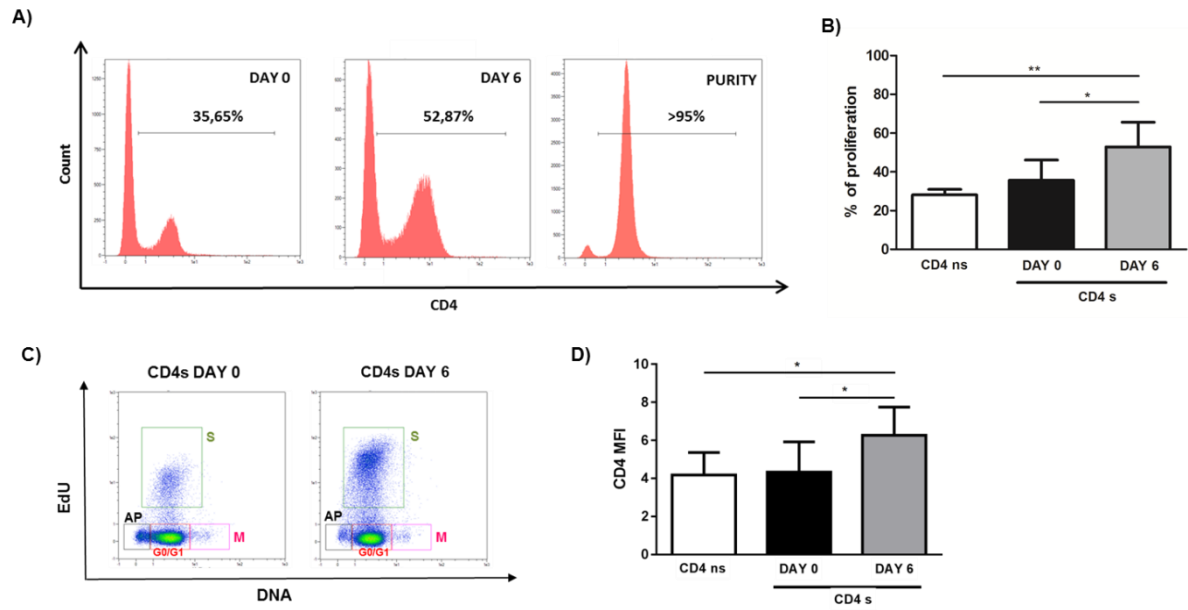 A)
DAY 0
35,65%
DAY 6
52,87%
PURITY
>95%
Count
CD4
B)
% of proliferation
100
80
60
40
20
0
**
*
CD4 ns
DAY 0
DAY 6
CD4 s
C)
CD4s DAY 0
CD4s DAY 6
S
S
AP
AP
G0/G1
G0/G1
M
M
EdU
DNA
D)
CD4 MFI
10
8
6
4
2
0
*
*
CD4 ns
DAY 0
DAY 6
CD4 s